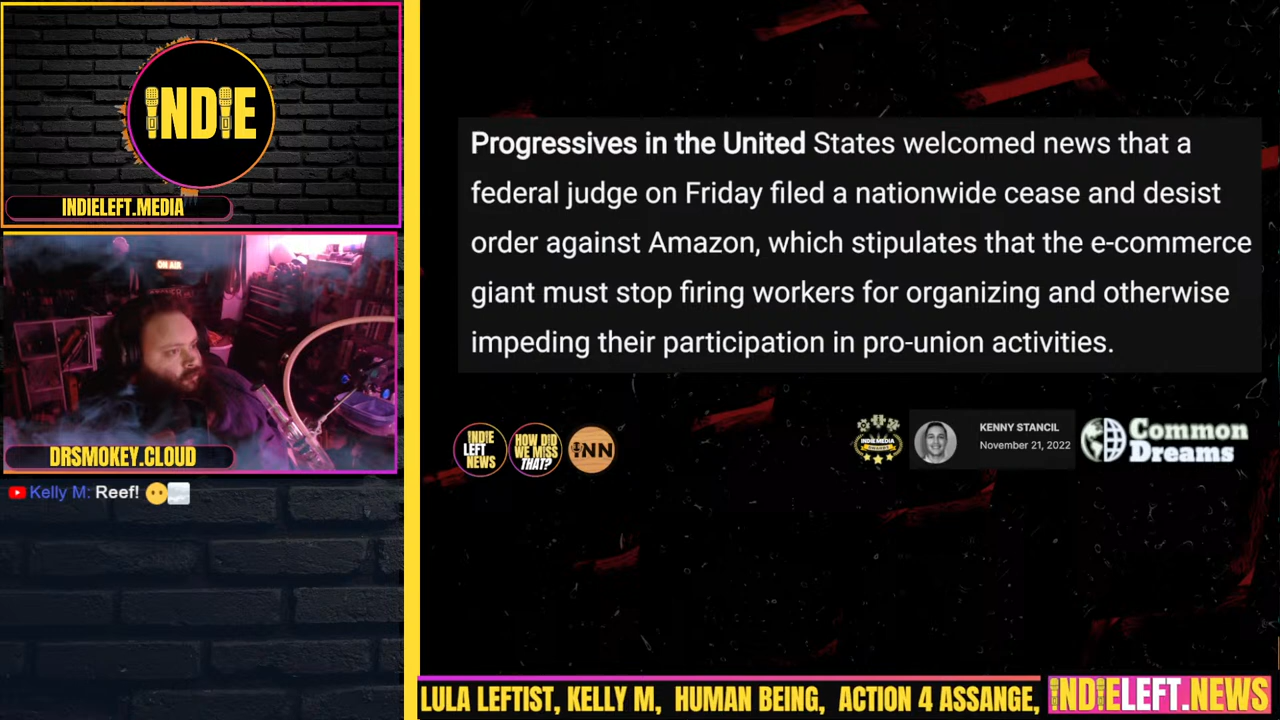 INDIE
INDIELEFT.MEDIA
ON AIR
DRSMOKEY.CLOUD
Kelly M: Reef!
Progressives in the United States welcomed news that a
federal judge on Friday filed a nationwide cease and desist
order against Amazon, which stipulates that the e-commerce
giant must stop firing workers for organizing and otherwise
impeding their participation in pro-union activities.
INDIE
LEFT
NEWS
HOW DID
WE MISS
THAT?
INN
INDIE MEDIA
KENNY STANCIL
November 21, 2022
Common
Dreams
LULA LEFTIST, KELLY M, HUMAN BEING, ACTION 4 ASSANGE,
INDIELEFT.NEWS